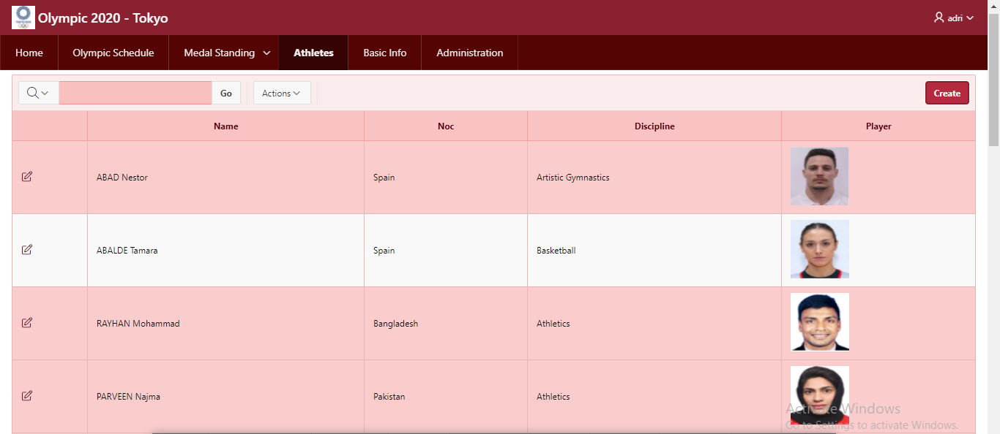 Olympic 2020 - Tokyo
adri
Home
Olympic Schedule
Medal Standing
Athletes
Basic Info
Administration
Go
Actions
Create
Name
Noc
Discipline
Player
ABAD Nestor
Spain
Artistic Gymnastics
ABALDE Tamara
Spain
Basketball
RAYHAN Mohammad
Bangladesh
Athletics
PARVEEN Najma
Pakistan
Athletics
Activate Windows
Go to Settings to activate Windows.